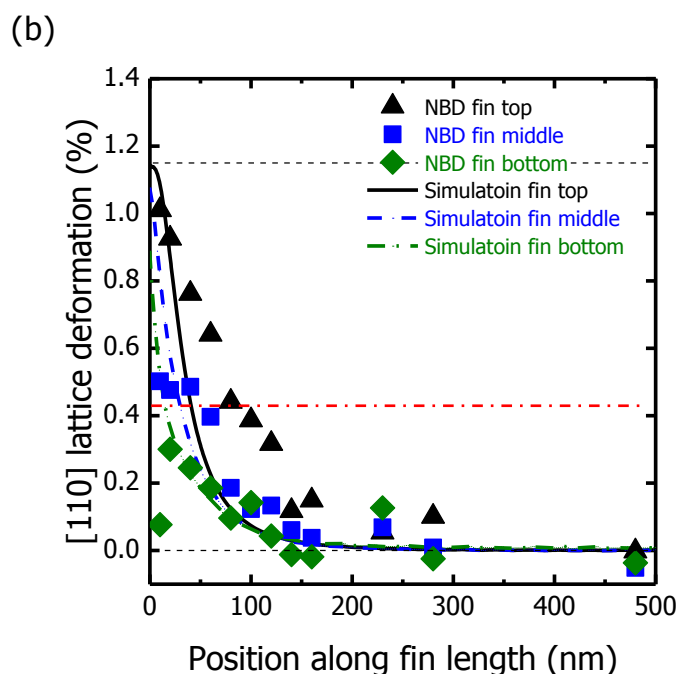 (b)
1.4
1.2
1.0
0.8
0.6
0.4
0.2
0.0
[110] lattice deformation (%)
NBD fin top
NBD fin middle
NBD fin bottom
Simulatoin fin top
Simulatoin fin middle
Simulatoin fin bottom
0 100 200 300 400 500
Position along fin length (nm)